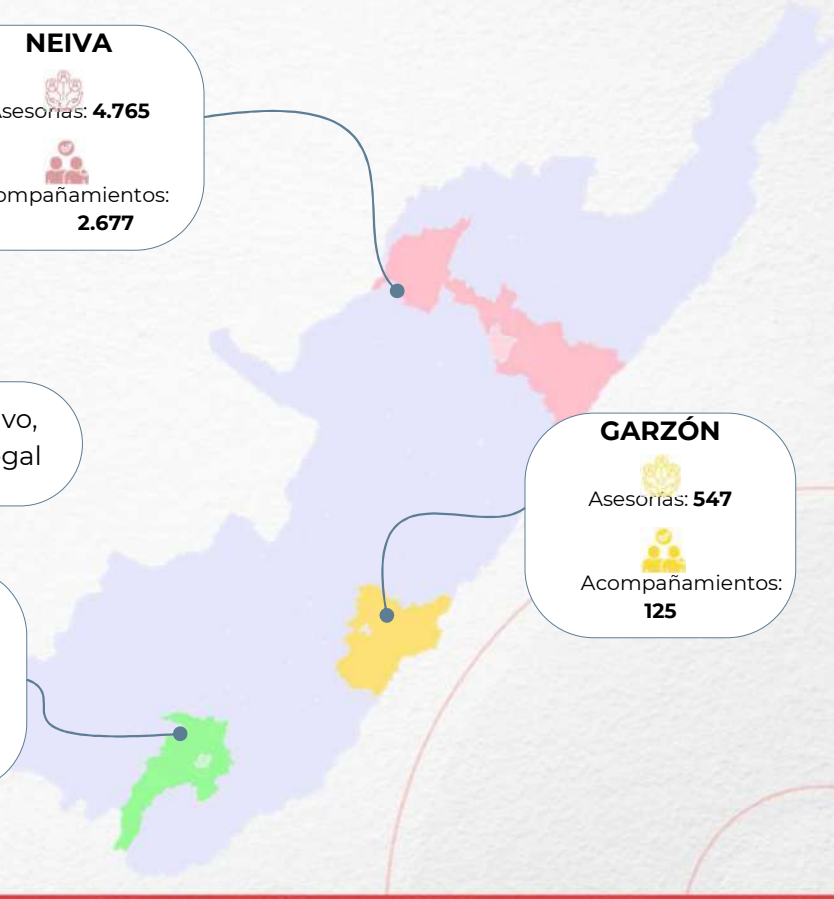 NEIVA
Asesorías: 4.765
ompañamientos:
2.677
vo,
gal
GARZÓN
Asesorías: 547
Acompañamientos:
125